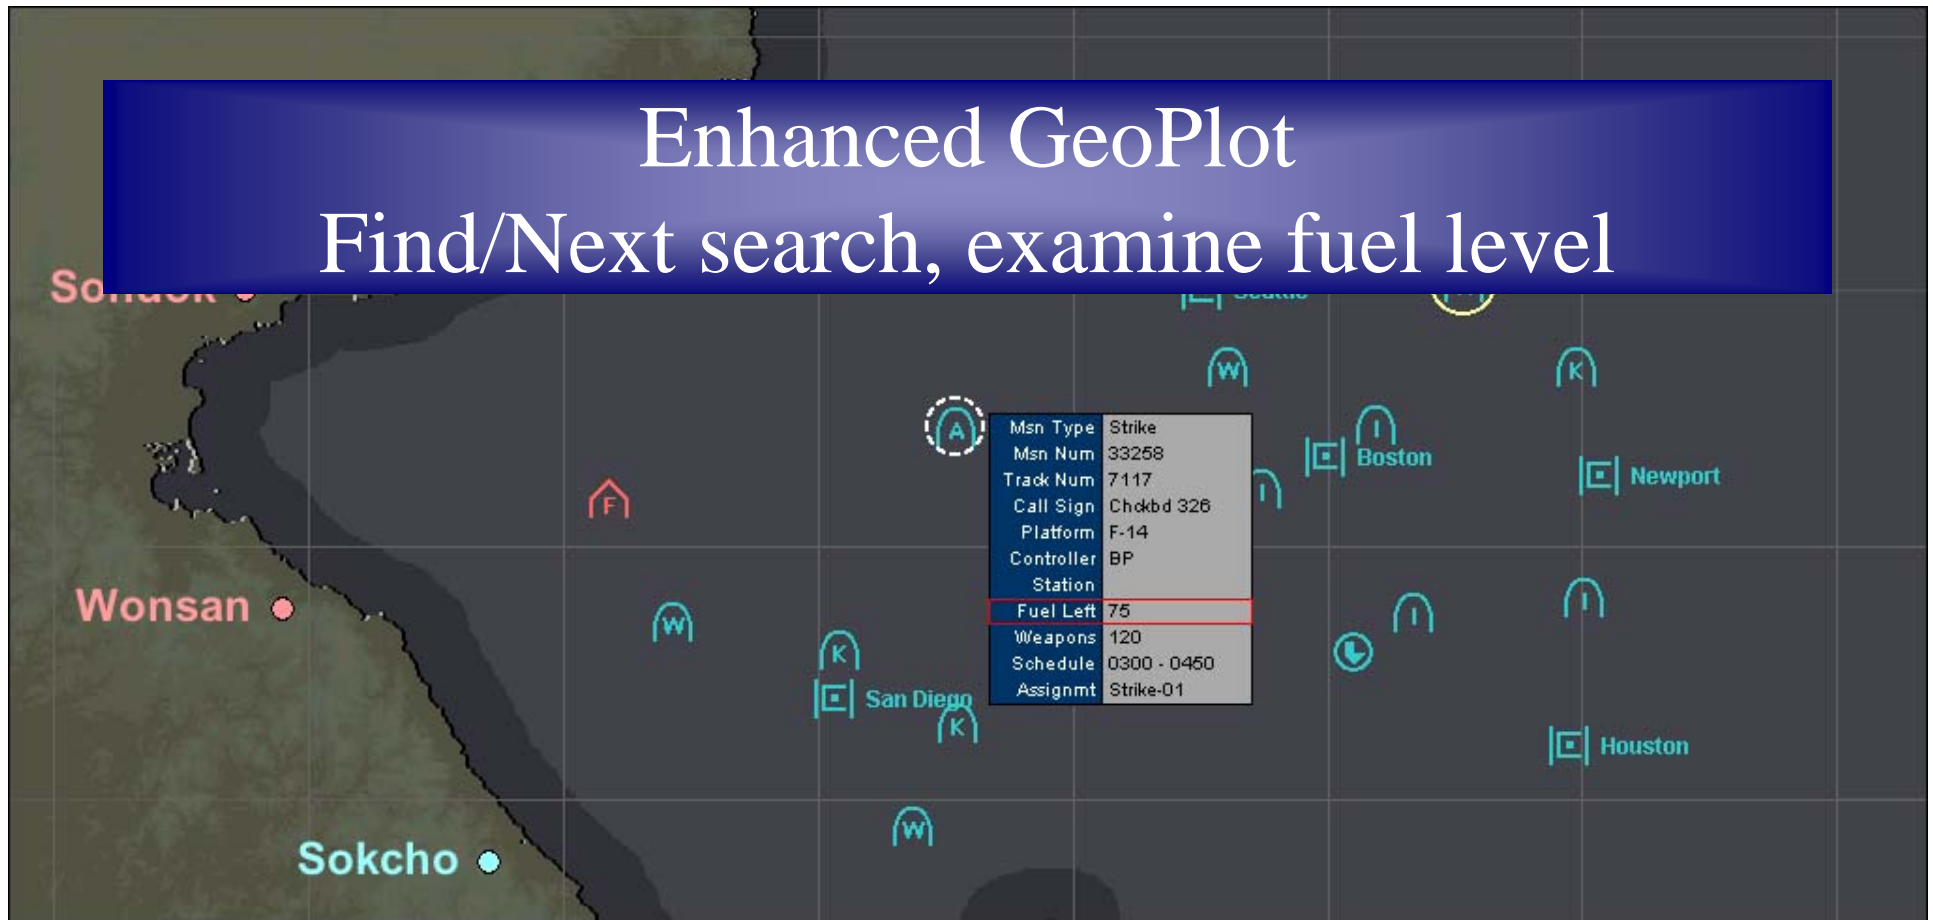 Enhanced GeoPlot
Find/Next search, examine fuel level
W
K
A
I
Boston
I
Newport
F
Msn Type Strike
Msn Num 33258
Track Num 7117
Call Sign Chckbd 326
Platform F-14
Controller BP
Station
Fuel Left 75
Weapons 120
Schedule 0300 - 0450
Assignmt Strike-01
Wonsan
W
K
San Diego
K
I
I
Houston
W
Sokcho